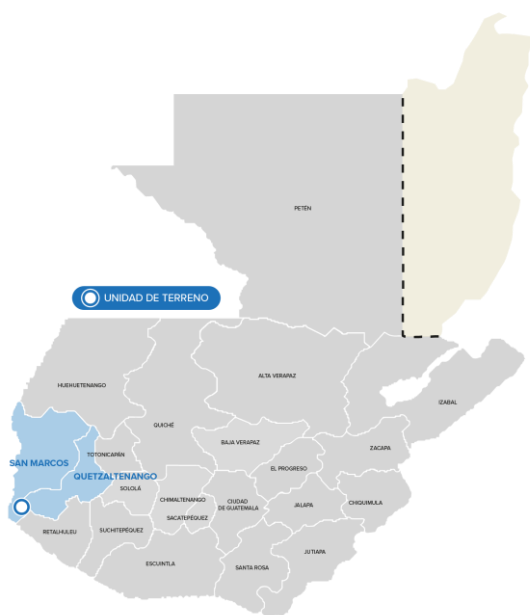 PETÉN
UNIDAD DE TERRENO
ALTA VERAPAZ
HUEHUETENANGO
IZABAL
QUICHÉ
BAJA VERAPAZ
ZACAPA
TOTONICAPÁN
SAN MARCOS
EL PROGRESO
QUETZALTENANGO
SOLOLÁ
CHIMALTENANGO
CIUDAD
DE GUATEMALA
JALAPA
CHIQUIMULA
SACATEPÉQUEZ
RETALHULEU
SUCHITEPÉQUEZ
JUTIAPA
ESCUINTLA
SANTA ROSA